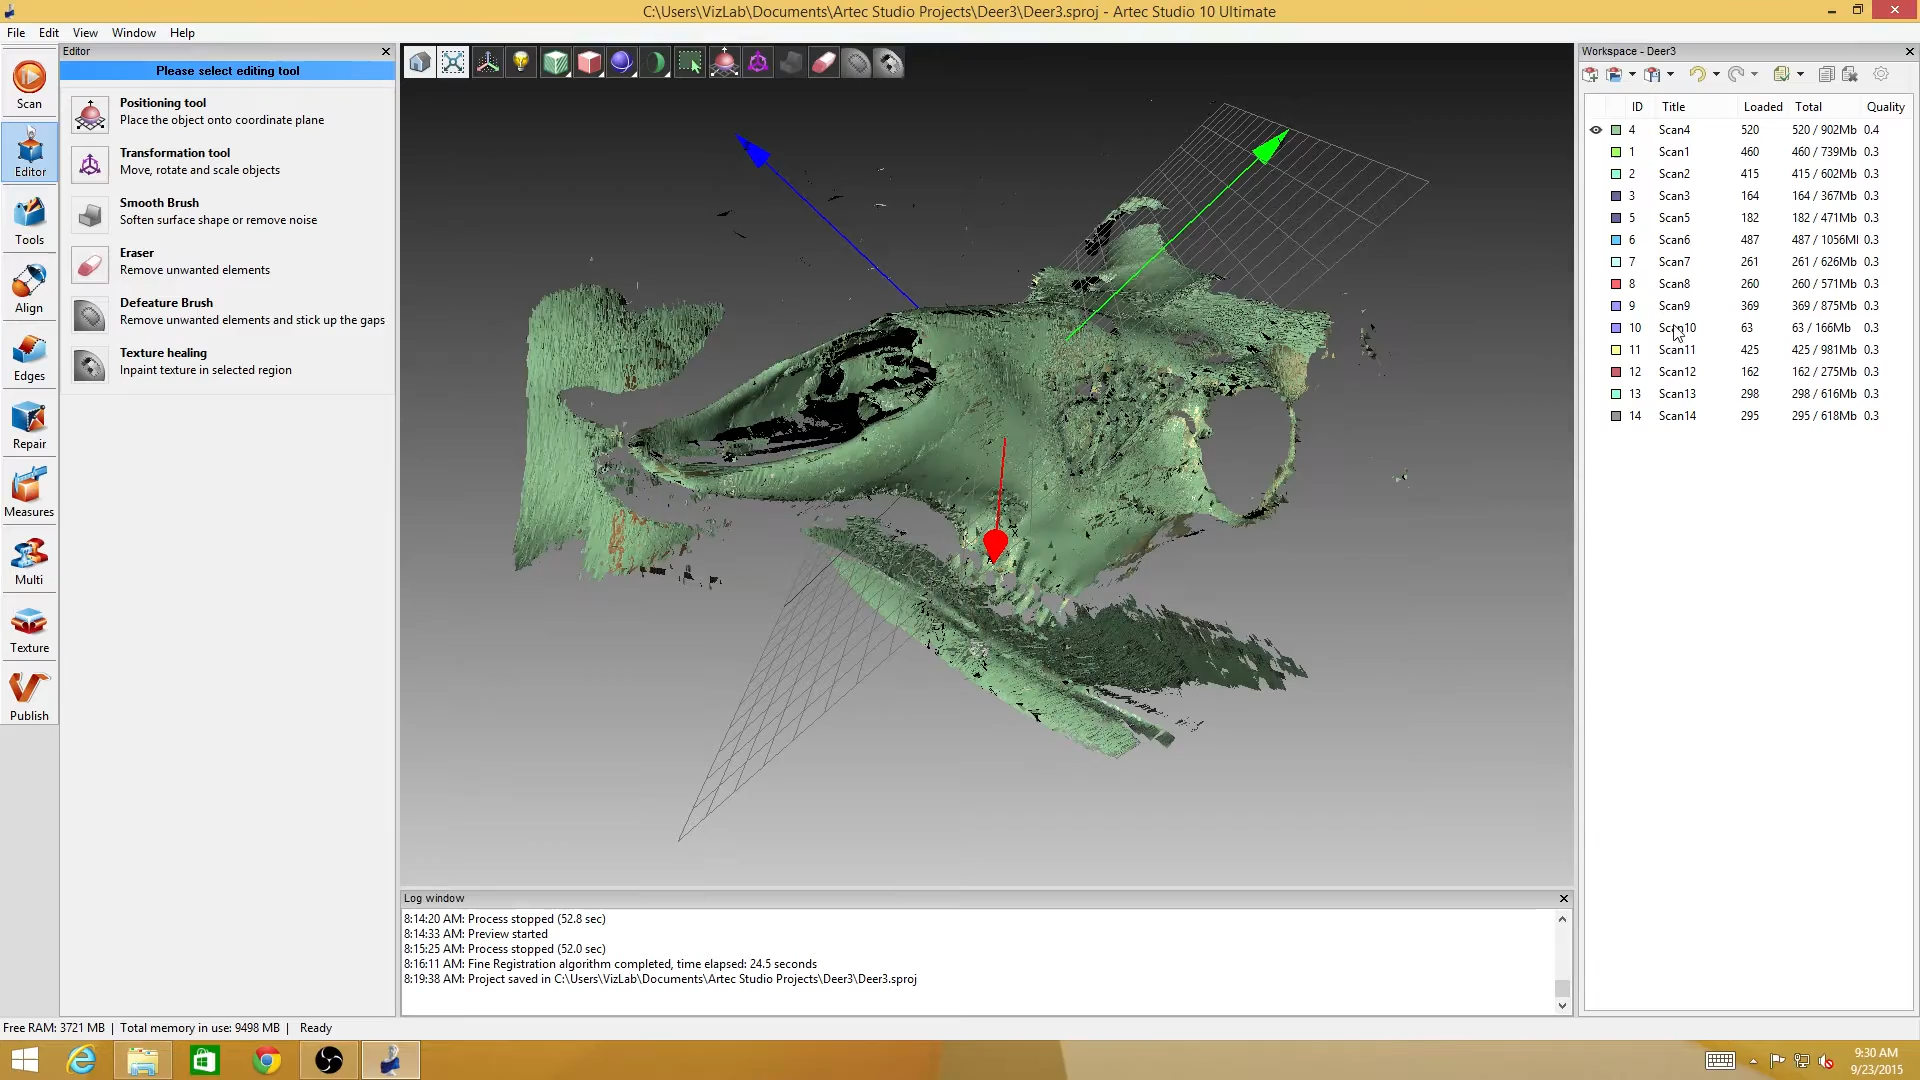 C:\Users\VizLab\Documents\Artec Studio Projects\Deer3\Deer3.sproj - Artec Studio 10 Ultimate
File Edit View Window Help
Editor
Please select editing tool
Scan
Editor
Tools
Align
Edges
Repair
Measures
Multi
Texture
Publish
Positioning tool
Place the object onto coordinate plane
Transformation tool
Move, rotate and scale objects
Smooth Brush
Soften surface shape or remove noise
Eraser
Remove unwanted elements
Defeature Brush
Remove unwanted elements and stick up the gaps
Texture healing
Inpaint texture in selected region
Workspace - Deer3
ID Title Loaded Total Quality
4 Scan4 520 520 / 902Mb 0.4
1 Scan1 460 460 / 739Mb 0.3
2 Scan2 415 415 / 602Mb 0.3
3 Scan3 164 164 / 367Mb 0.3
5 Scan5 182 182 / 471Mb 0.3
6 Scan6 487 487 / 1056Ml 0.3
7 Scan7 261 261 / 626Mb 0.3
8 Scan8 260 260 / 571Mb 0.3
9 Scan9 369 369 / 875Mb 0.3
10 Scan10 63 63 / 166Mb 0.3
11 Scan11 425 425 / 981Mb 0.3
12 Scan12 162 162 / 275Mb 0.3
13 Scan13 298 298 / 616Mb 0.3
14 Scan14 295 295 / 618Mb 0.3
Log window
8:14:20 AM: Process stopped (52.8 sec)
8:14:33 AM: Preview started
8:15:25 AM: Process stopped (52.0 sec)
8:16:11 AM: Fine Registration algorithm completed, time elapsed: 24.5 seconds
8:19:38 AM: Project saved in C:\Users\VizLab\Documents\Artec Studio Projects\Deer3\Deer3.sproj
Free RAM: 3721 MB | Total memory in use: 9498 MB | Ready
9:30 AM
9/23/2015